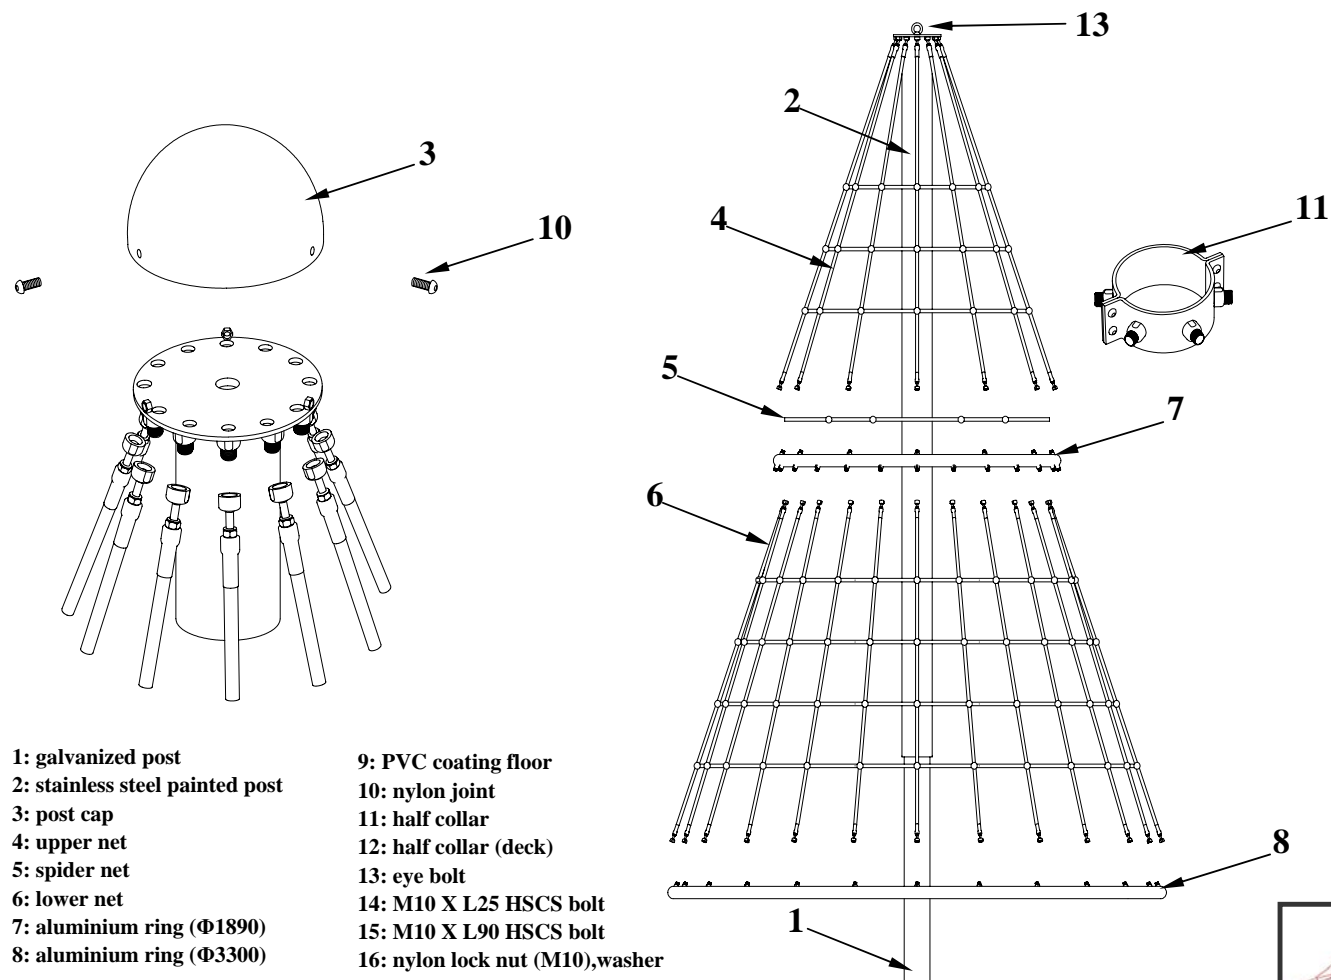 13
2
3
10
4
11
5
7
6
8
1
1: galvanized post
2: stainless steel painted post
3: post cap
4: upper net
5: spider net
6: lower net
7: aluminium ring (Φ1890)
8: aluminium ring (Φ3300)
9: PVC coating floor
10: nylon joint
11: half collar
12: half collar (deck)
13: eye bolt
14: M10 X L25 HSCS bolt
15: M10 X L90 HSCS bolt
16: nylon lock nut (M10),washer